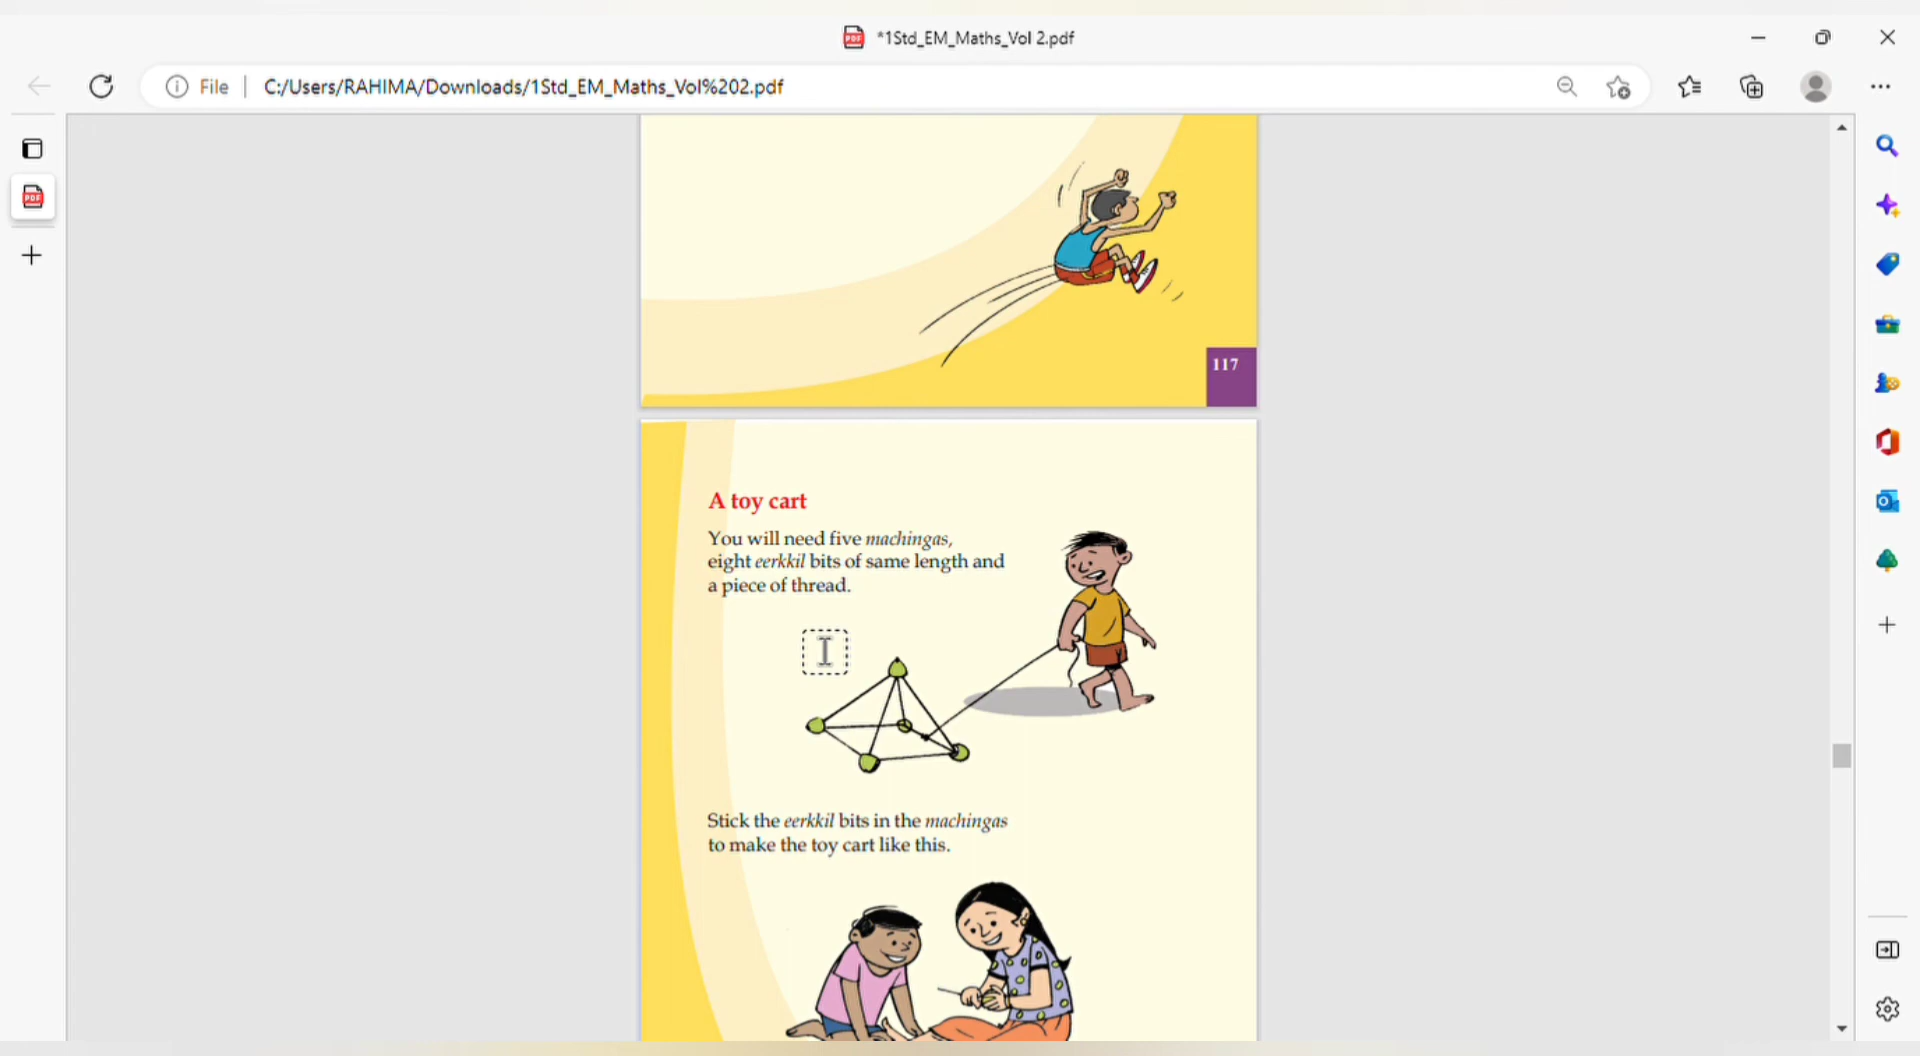 *1Std_EM_Maths_Vol 2.pdf
File
C:/Users/RAHIMA/Downloads/1Std_EM_Maths_Vol%202.pdf
117
A toy cart
You will need five machingas,
eight eerkkil bits of same length and
a piece of thread.
Stick the eerkkil bits in the machingas
to make the toy cart like this.